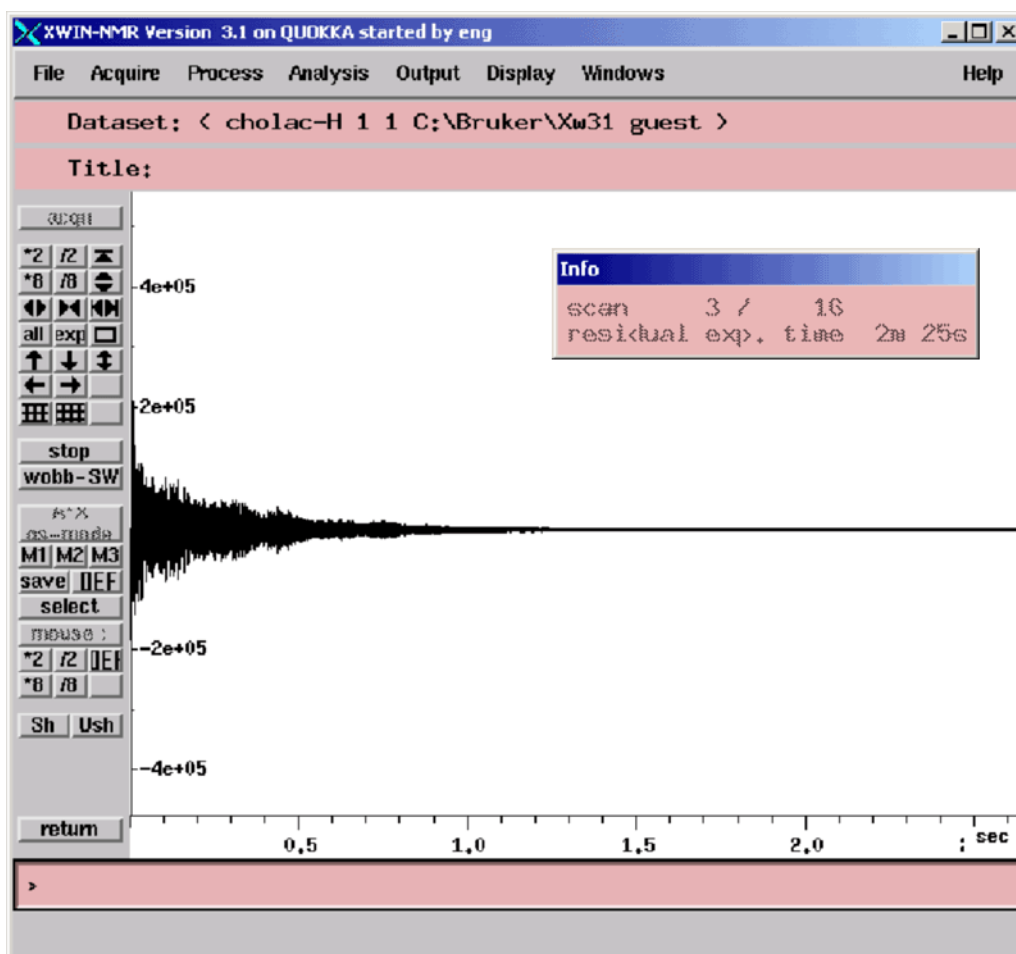 XWIN-NMR Version 3.1 on QUOKKA started by eng
File Acquire Process Analysis Output Display Windows Help
Dataset: < cholac-H 1 1 C:\Bruker\Xw31 guest >
Title:
acqu
*2 /2
*8 /8
all exp
stop
wobb-SW
as-mode
M1 M2 M3
save
select
mouse :
*2 /2
*8 /8
Sh Ush
return
Info
scan 3 / 16
residual exp. time 2m 25s
4e+05
2e+05
-2e+05
-4e+05
0.5 1.0 1.5 2.0 sec
>